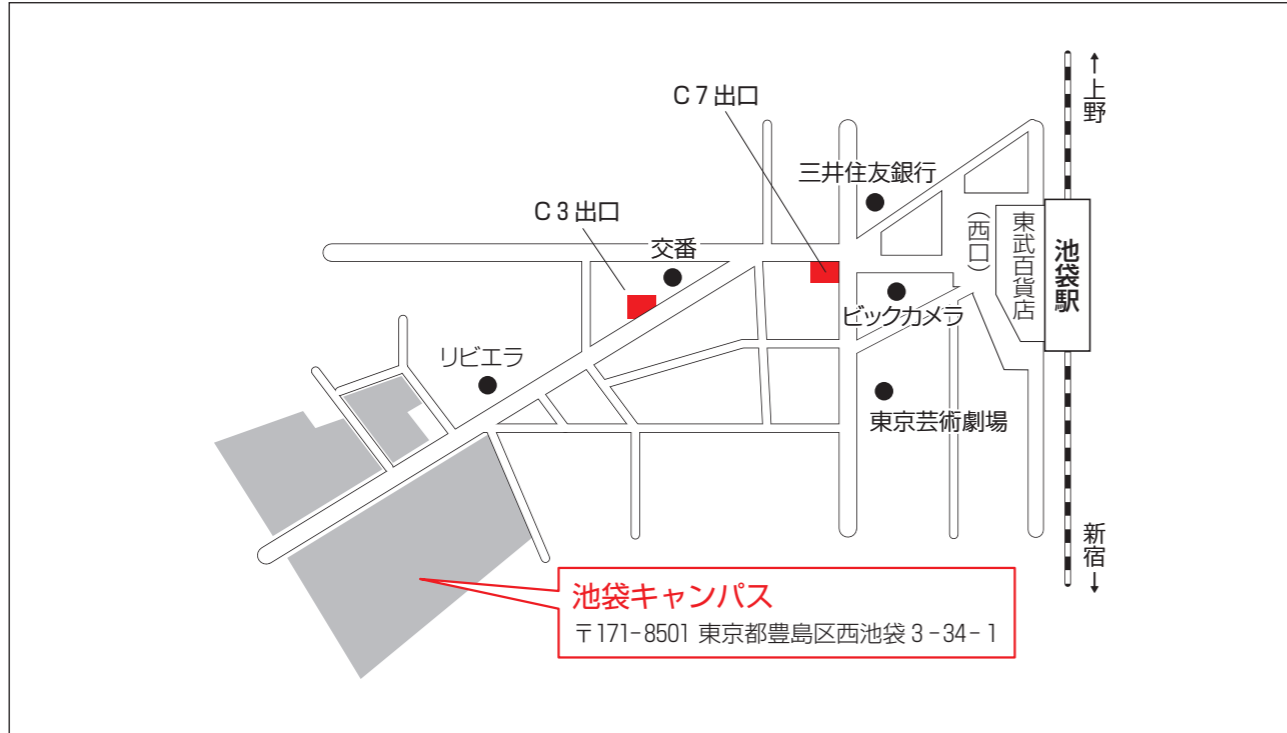 ↑上野
C7出口
三井住友銀行
C3出口
交番
(西口)
東武百貨店
池袋駅
ビックカメラ
リビエラ
東京芸術劇場
新宿↓
池袋キャンパス
〒171-8501 東京都豊島区西池袋3-34-1